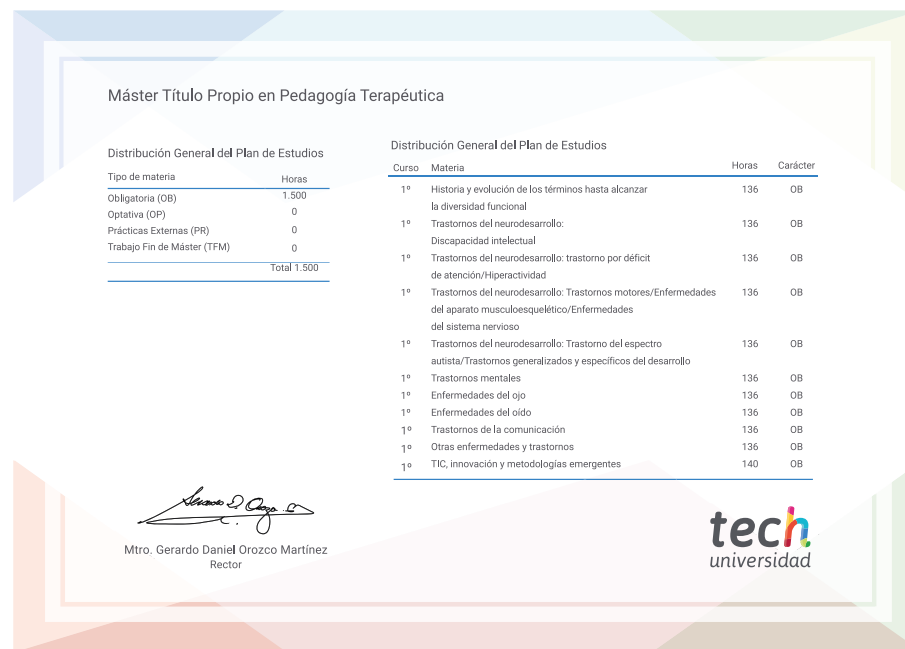 Máster Título Propio en Pedagogía Terapéutica
Distribución General del Plan de Estudios
Tipo de materia Horas
Obligatoria (OB) 1.500
Optativa (OP) 0
Prácticas Externas (PR) 0
Trabajo Fin de Máster (TFM) 0
Total 1.500
Distribución General del Plan de Estudios
Curso Materia Horas Carácter
1º Historia y evolución de los términos hasta alcanzar 136 OB
la diversidad funcional
1º Trastornos del neurodesarrollo: 136 OB
Discapacidad intelectual
1º Trastornos del neurodesarrollo: trastorno por déficit 136 OB
de atención/Hiperactividad
1º Trastornos del neurodesarrollo: Trastornos motores/Enfermedades 136 OB
del aparato musculoesquelético/Enfermedades
del sistema nervioso
1º Trastornos del neurodesarrollo: Trastorno del espectro 136 OB
autista/Trastornos generalizados y específicos del desarrollo
1º Trastornos mentales 136 OB
1º Enfermedades del ojo 136 OB
1º Enfermedades del oído 136 OB
1º Trastornos de la comunicación 136 OB
1º Otras enfermedades y trastornos 136 OB
1º TIC, innovación y metodologías emergentes 140 OB
Mtro. Gerardo Daniel Orozco Martínez
Rector
tech
universidad